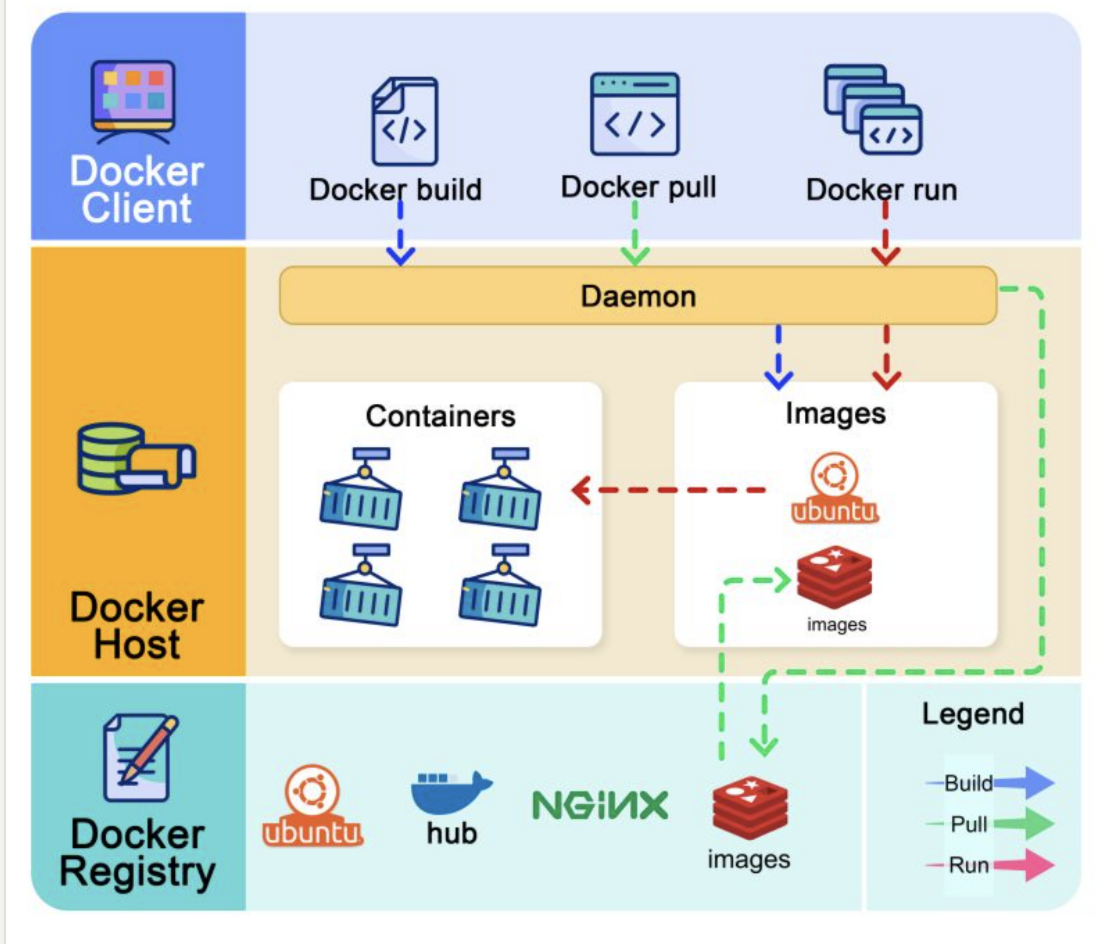 Docker
Client
Docker build
Docker pull
Docker run
Daemon
Docker
Host
Containers
Images
ubuntu
images
Docker
Registry
ubuntu
hub
NGiNX
images
Legend
Build
Pull
Run